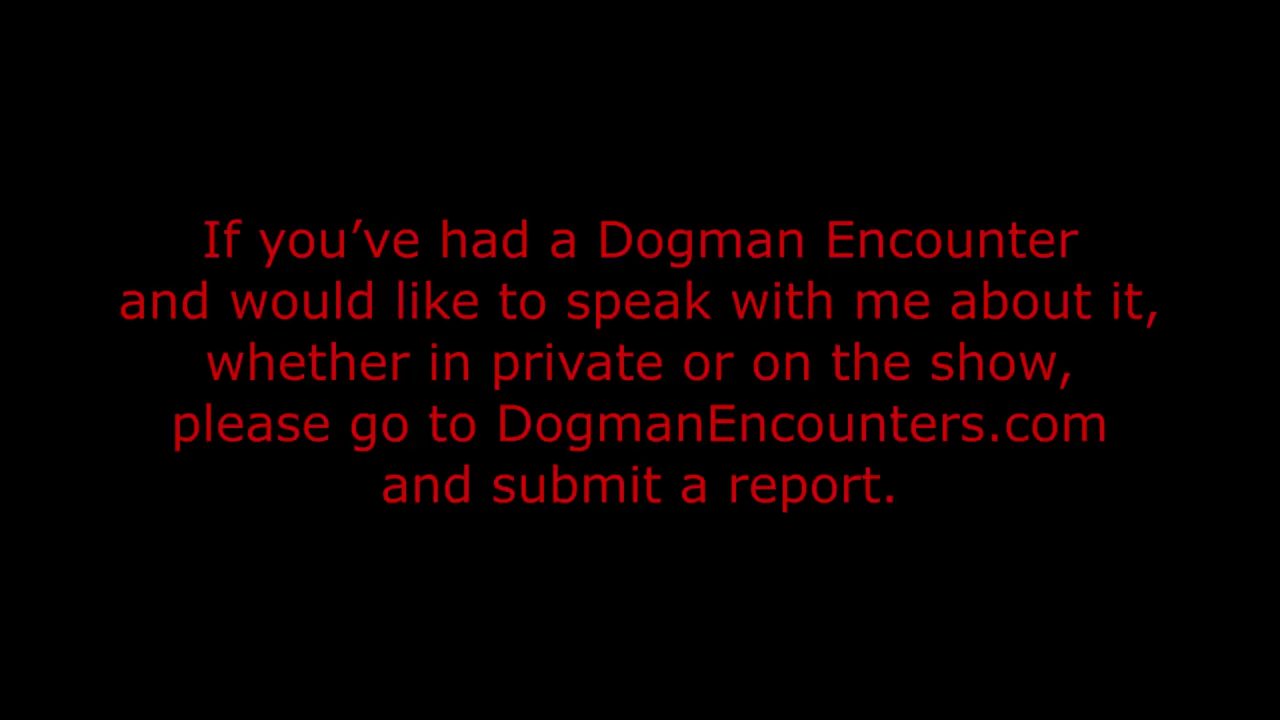 If you’ve had a Dogman Encounter
and would like to speak with me about it,
whether in private or on the show,
please go to DogmanEncounters.com
and submit a report.